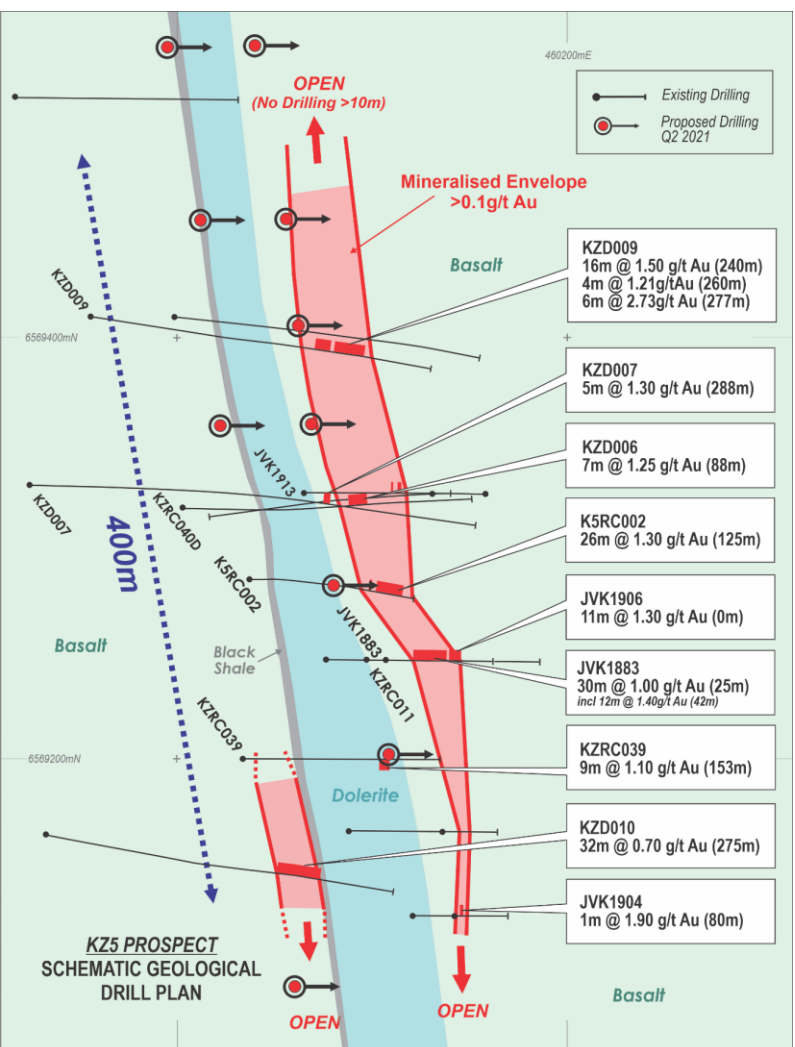 460200mE
OPEN
(No Drilling >10m)
Existing Drilling
Proposed Drilling
Q2 2021
Mineralised Envelope
>0.1g/t Au
Basalt
KZD009
16m @ 1.50 g/t Au (240m)
4m @ 1.21g/tAu (260m)
6m @ 2.73g/t Au (277m)
KZD009
6569400mN
KZD007
5m @ 1.30 g/t Au (288m)
KZD006
7m @ 1.25 g/t Au (88m)
JVK1913
KZD007
KZRC040D
400m
K5RC002
K5RC002
26m @ 1.30 g/t Au (125m)
JVK1906
11m @ 1.30 g/t Au (0m)
JVK1883
Basalt
Black
Shale
KZRC011
JVK1883
30m @ 1.00 g/t Au (25m)
incl 12m @ 1.40g/t Au (42m)
KZRC039
6569200mN
KZRC039
9m @ 1.10 g/t Au (153m)
Dolerite
KZD010
32m @ 0.70 g/t Au (275m)
JVK1904
1m @ 1.90 g/t Au (80m)
KZ5 PROSPECT
SCHEMATIC GEOLOGICAL
DRILL PLAN
OPEN
OPEN
Basalt